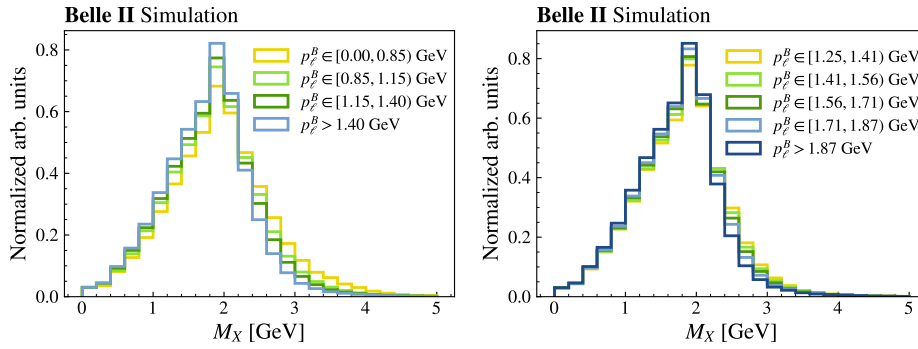 Belle II Simulation
Normalized arb. units
0.8
0.6
0.4
0.2
0.0
0 1 2 3 4 5
M_X [GeV]
p_ℓ^B ∈ [0.00, 0.85) GeV
p_ℓ^B ∈ [0.85, 1.15) GeV
p_ℓ^B ∈ [1.15, 1.40) GeV
p_ℓ^B > 1.40 GeV
Belle II Simulation
Normalized arb. units
0.8
0.6
0.4
0.2
0.0
0 1 2 3 4 5
M_X [GeV]
p_ℓ^B ∈ [1.25, 1.41) GeV
p_ℓ^B ∈ [1.41, 1.56) GeV
p_ℓ^B ∈ [1.56, 1.71) GeV
p_ℓ^B ∈ [1.71, 1.87) GeV
p_ℓ^B > 1.87 GeV